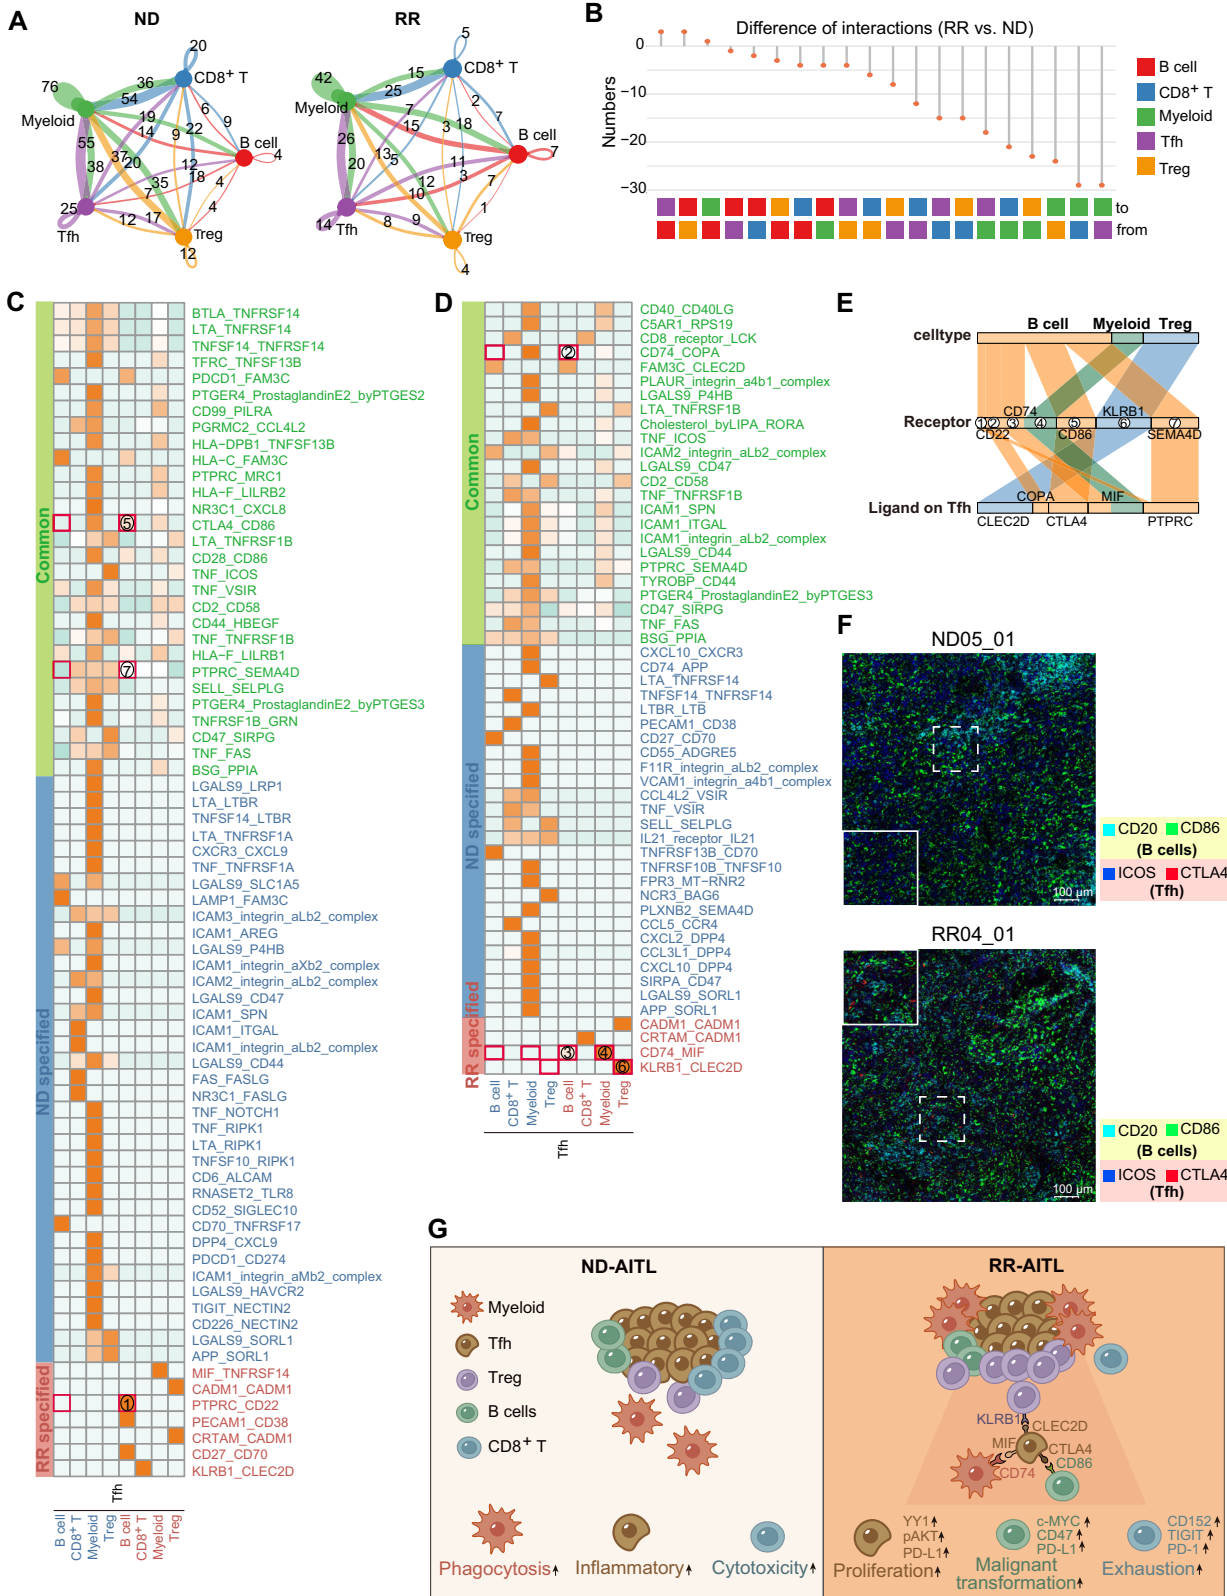 A
ND
RR
20
5
CD8+ T
76
36
54
19
14
6
9
22
9
Myeloid
B cell
4
55
38
37
20
12
18
35
7
4
4
25
12
17
Tfh
Treg
12
42
15
25
CD8+ T
Myeloid
7
15
2
7
3
18
B cell
7
26
20
13
5
11
3
12
10
7
1
14
Tfh
8
9
Treg
4
B
Difference of interactions (RR vs. ND)
Numbers
0
−10
−20
−30
to
from
B cell
CD8+ T
Myeloid
Tfh
Treg
C
Common
BTLA_TNFRSF14
LTA_TNFRSF14
TNFSF14_TNFRSF14
TFRC_TNFSF13B
PDCD1_FAM3C
PTGER4_ProstaglandinE2_byPTGES2
CD99_PILRA
PGRMC2_CCL4L2
HLA−DPB1_TNFSF13B
HLA−C_FAM3C
PTPRC_MRC1
HLA−F_LILRB2
NR3C1_CXCL8
CTLA4_CD86
5
LTA_TNFRSF1B
CD28_CD86
TNF_ICOS
TNF_VSIR
CD2_CD58
CD44_HBEGF
TNF_TNFRSF1B
HLA−F_LILRB1
PTPRC_SEMA4D
7
SELL_SELPLG
PTGER4_ProstaglandinE2_byPTGES3
TNFRSF1B_GRN
CD47_SIRPG
TNF_FAS
BSG_PPIA
ND specified
LGALS9_LRP1
LTA_LTBR
TNFSF14_LTBR
LTA_TNFRSF1A
CXCR3_CXCL9
TNF_TNFRSF1A
LGALS9_SLC1A5
LAMP1_FAM3C
ICAM3_integrin_aLb2_complex
ICAM1_AREG
LGALS9_P4HB
ICAM1_integrin_aXb2_complex
ICAM2_integrin_aLb2_complex
LGALS9_CD47
ICAM1_SPN
ICAM1_ITGAL
ICAM1_integrin_aLb2_complex
LGALS9_CD44
FAS_FASLG
NR3C1_FASLG
TNF_NOTCH1
TNF_RIPK1
LTA_RIPK1
TNFSF10_RIPK1
CD6_ALCAM
RNASET2_TLR8
CD52_SIGLEC10
CD70_TNFRSF17
DPP4_CXCL9
PDCD1_CD274
ICAM1_integrin_aMb2_complex
LGALS9_HAVCR2
TIGIT_NECTIN2
CD226_NECTIN2
LGALS9_SORL1
APP_SORL1
RR specified
MIF_TNFRSF14
CADM1_CADM1
PTPRC_CD22
1
PECAM1_CD38
CRTAM_CADM1
CD27_CD70
KLRB1_CLEC2D
Tfh
B cell
CD8+ T
Myeloid
Treg
B cell
CD8+ T
Myeloid
Treg
D
Common
CD40_CD40LG
C5AR1_RPS19
CD8_receptor_LCK
CD74_COPA
2
FAM3C_CLEC2D
PLAUR_integrin_a4b1_complex
LGALS9_P4HB
LTA_TNFRSF1B
Cholesterol_byLIPA_RORA
TNF_ICOS
ICAM2_integrin_aLb2_complex
LGALS9_CD47
CD2_CD58
TNF_TNFRSF1B
ICAM1_SPN
ICAM1_ITGAL
ICAM1_integrin_aLb2_complex
LGALS9_CD44
PTPRC_SEMA4D
TYROBP_CD44
PTGER4_ProstaglandinE2_byPTGES3
CD47_SIRPG
TNF_FAS
BSG_PPIA
ND specified
CXCL10_CXCR3
CD74_APP
LTA_TNFRSF14
TNFSF14_TNFRSF14
LTBR_LTB
PECAM1_CD38
CD27_CD70
CD55_ADGRE5
F11R_integrin_aLb2_complex
VCAM1_integrin_a4b1_complex
CCL4L2_VSIR
TNF_VSIR
SELL_SELPLG
IL21_receptor_IL21
TNFRSF13B_CD70
TNFRSF10B_TNFSF10
FPR3_MT−RNR2
NCR3_BAG6
PLXNB2_SEMA4D
CCL5_CCR4
CXCL2_DPP4
CCL3L1_DPP4
CXCL10_DPP4
SIRPA_CD47
LGALS9_SORL1
APP_SORL1
RR specified
CADM1_CADM1
CRTAM_CADM1
CD74_MIF
3
4
KLRB1_CLEC2D
6
B cell
CD8+ T
Myeloid
Treg
B cell
CD8+ T
Myeloid
Treg
Tfh
E
B cell
Myeloid
Treg
celltype
CD74
KLRB1
Receptor
1
2
3
4
5
6
7
CD22
CD86
SEMA4D
COPA
MIF
Ligand on Tfh
CLEC2D
CTLA4
PTPRC
F
ND05_01
100 µm
CD20 CD86
(B cells)
ICOS CTLA4
(Tfh)
RR04_01
100 µm
CD20 CD86
(B cells)
ICOS CTLA4
(Tfh)
G
ND-AITL
RR-AITL
Myeloid
Tfh
Treg
B cells
CD8+ T
Phagocytosis
Inflammatory
Cytotoxicity
KLRB1
CLEC2D
MIF
CTLA4
CD86
CD74
YY1
pAKT
PD-L1
Proliferation
c-MYC
CD47
PD-L1
Malignant
transformation
CD152
TIGIT
PD-1
Exhaustion